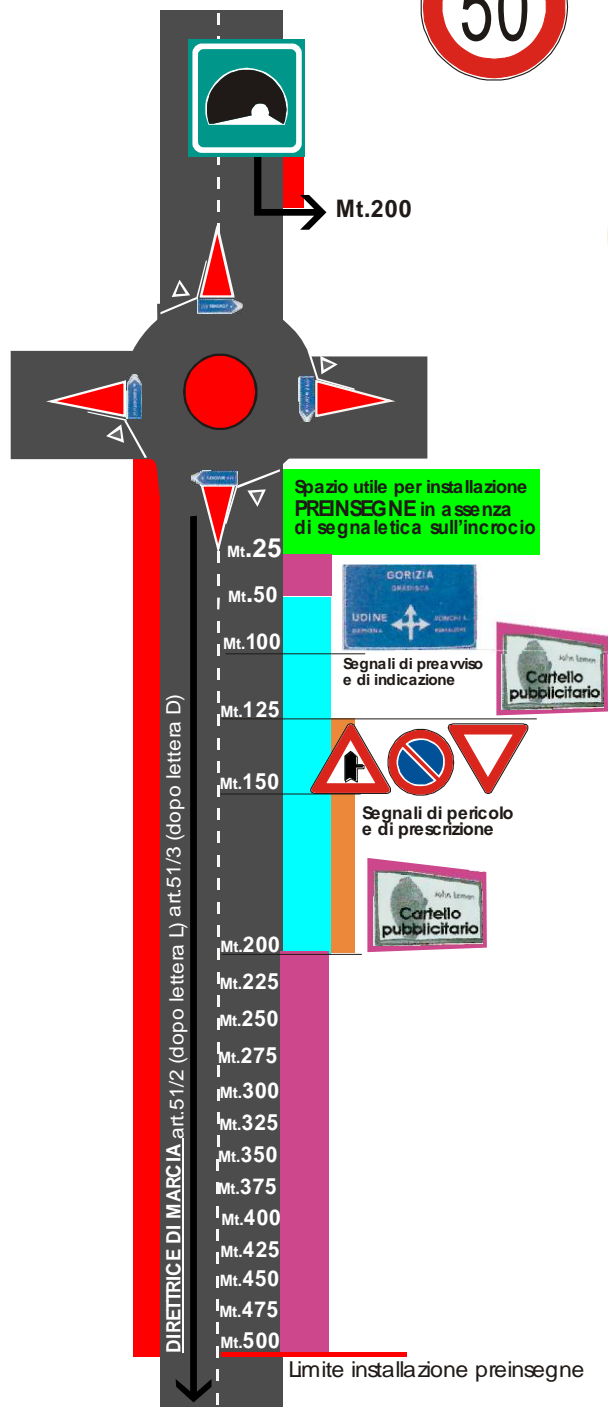 50
Mt.200
Spazio utile per installazione
PREINSEGNE in assenza
di segnaletica sull'incrocio
Mt.25
Mt.50
GORIZIA
GRADISCA
UDINE
Mt.100
Segnali di preavviso
e di indicazione
John Lemon
Cartello
pubblicitario
Mt.125
Mt.150
Segnali di pericolo
e di prescrizione
John Lemon
Cartello
pubblicitario
Mt.200
Mt.225
Mt.250
Mt.275
Mt.300
Mt.325
Mt.350
Mt.375
Mt.400
Mt.425
Mt.450
Mt.475
Mt.500
DIRETTRICE DI MARCIA art.51/2 (dopo lettera L) art.51/3 (dopo lettera D)
Limite installazione preinsegne